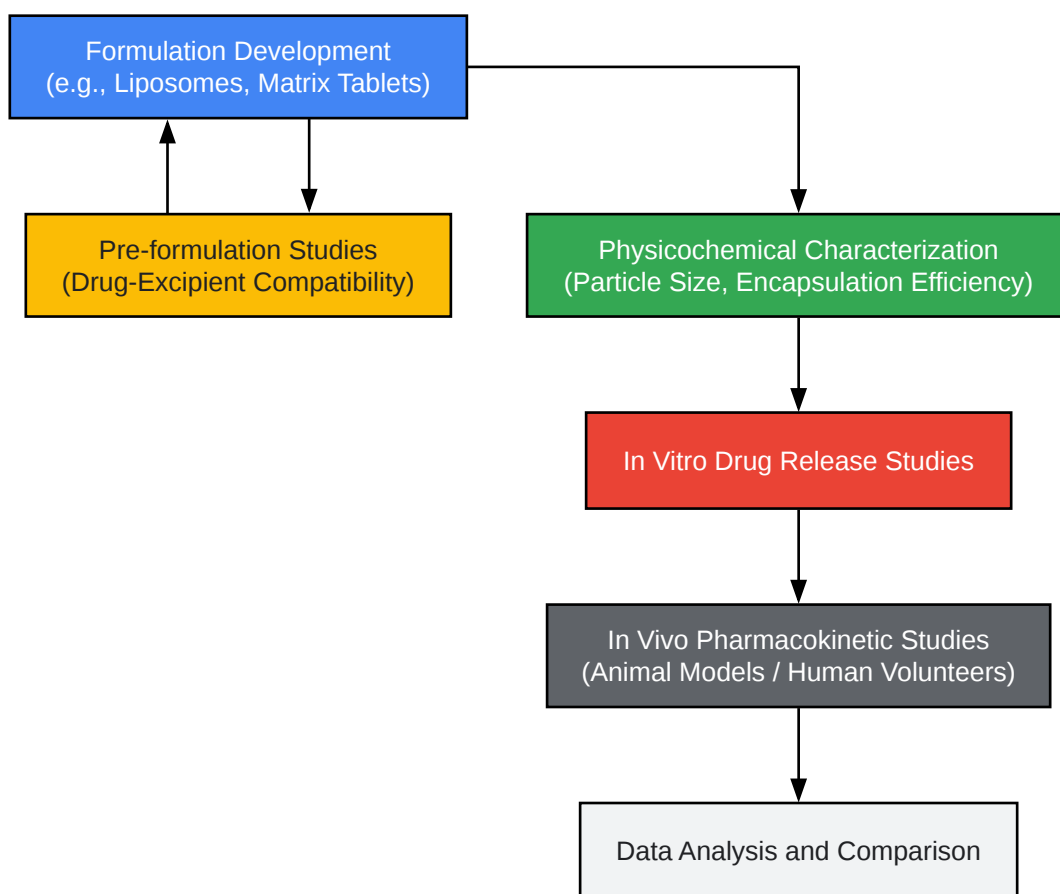 Formulation Development
(e.g., Liposomes, Matrix Tablets)
Pre-formulation Studies
(Drug-Excipient Compatibility)
Physicochemical Characterization
(Particle Size, Encapsulation Efficiency)
In Vitro Drug Release Studies
In Vivo Pharmacokinetic Studies
(Animal Models / Human Volunteers)
Data Analysis and Comparison